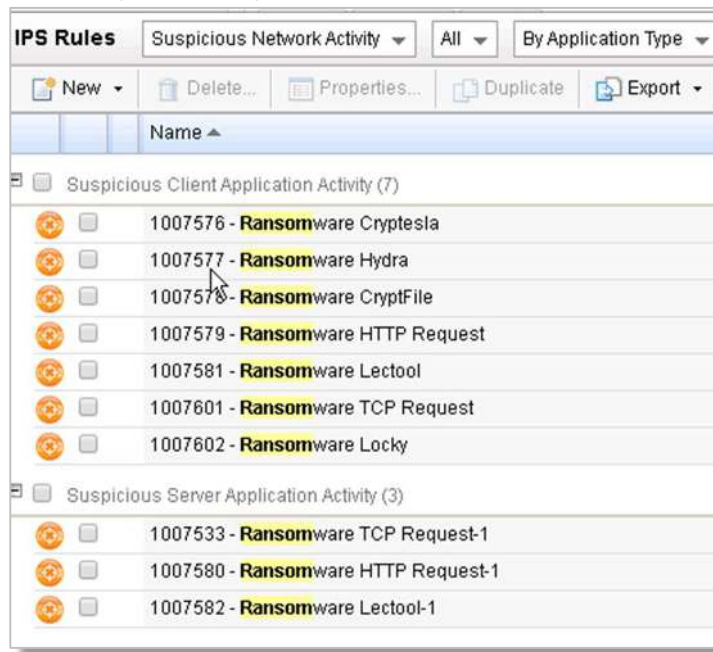 IPS Rules Suspicious Network Activity All By Application Type
New Delete... Properties... Duplicate Export
Name
Suspicious Client Application Activity (7)
1007576 - Ransomware Cryptesla
1007577 - Ransomware Hydra
1007578 - Ransomware CryptFile
1007579 - Ransomware HTTP Request
1007581 - Ransomware Lectool
1007601 - Ransomware TCP Request
1007602 - Ransomware Locky
Suspicious Server Application Activity (3)
1007533 - Ransomware TCP Request-1
1007580 - Ransomware HTTP Request-1
1007582 - Ransomware Lectool-1